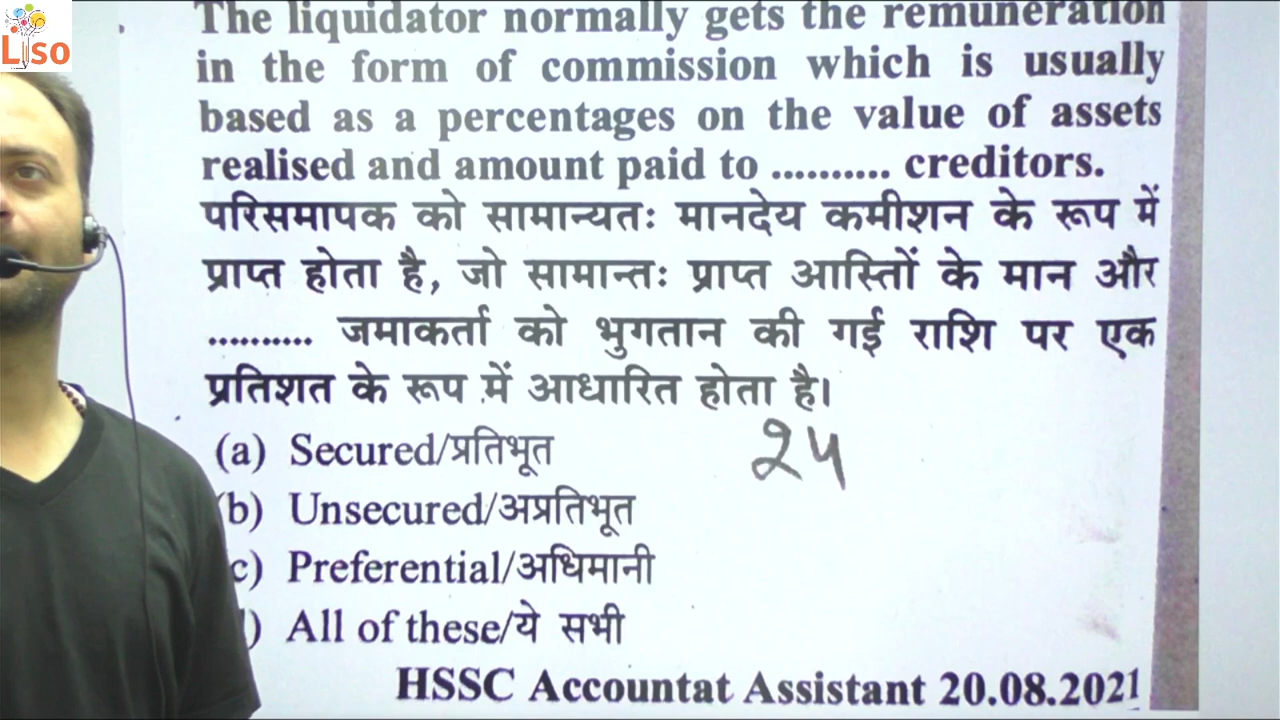 Liso
The liquidator normally gets the remuneration
in the form of commission which is usually
based as a percentages on the value of assets
realised and amount paid to .......... creditors.
परिसमापक को सामान्यतः मानदेय कमीशन के रूप में
प्राप्त होता है, जो सामान्तः प्राप्त आस्तिों के मान और
.......... जमाकर्ता को भुगतान की गई राशि पर एक
प्रतिशत के रूप में आधारित होता है।
(a) Secured/प्रतिभूत
24
b) Unsecured/अप्रतिभूत
c) Preferential/अधिमानी
) All of these/ये सभी
HSSC Accountat Assistant 20.08.2021